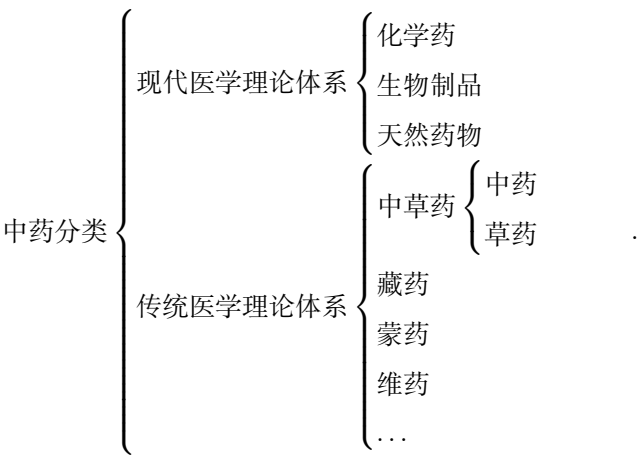 化学药
现代医学理论体系
生物制品
天然药物
中药分类
中草药
中药
草药
.
传统医学理论体系
藏药
蒙药
维药
...